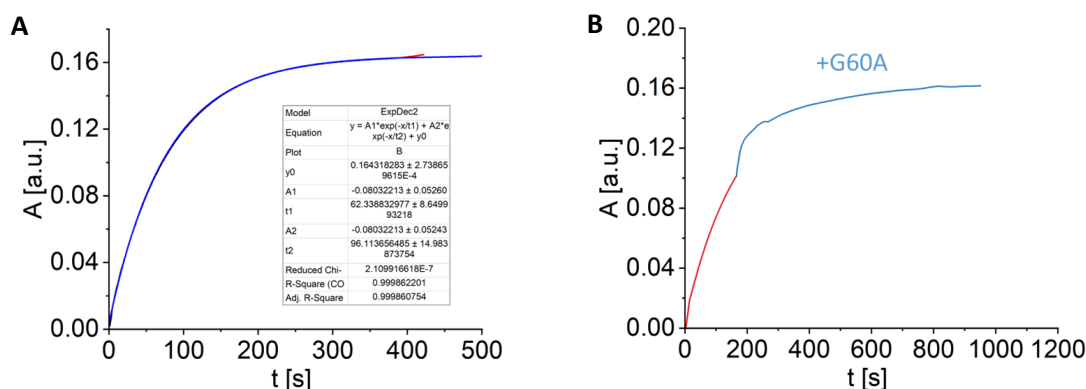 A
A [a.u.]
0.16
0.12
0.08
0.04
0.00
0 100 200 300 400 500
t [s]
Model ExpDec2
Equation y = A1*exp(-x/t1) + A2*e
xp(-x/t2) + y0
Plot B
y0 0.164318283 ± 2.73865
9615E-4
A1 -0.08032213 ± 0.05260
t1 62.338832977 ± 8.6499
93218
A2 -0.08032213 ± 0.05243
t2 96.113656485 ± 14.983
873754
Reduced Chi- 2.109916618E-7
R-Square (CO 0.999862201
Adj. R-Square 0.999860754
B
A [a.u.]
0.20
0.16
0.12
0.08
0.04
0.00
0 200 400 600 800 1000 1200
t [s]
+G60A